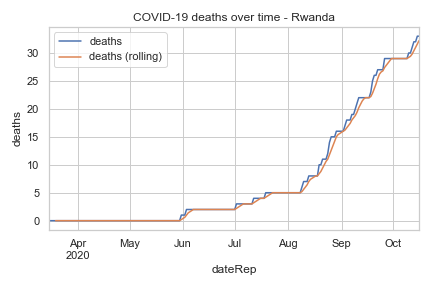 COVID-19 deaths over time - Rwanda
deaths
deaths (rolling)
deaths
30
25
20
15
10
5
0
Apr
2020
May
Jun
Jul
Aug
Sep
Oct
dateRep